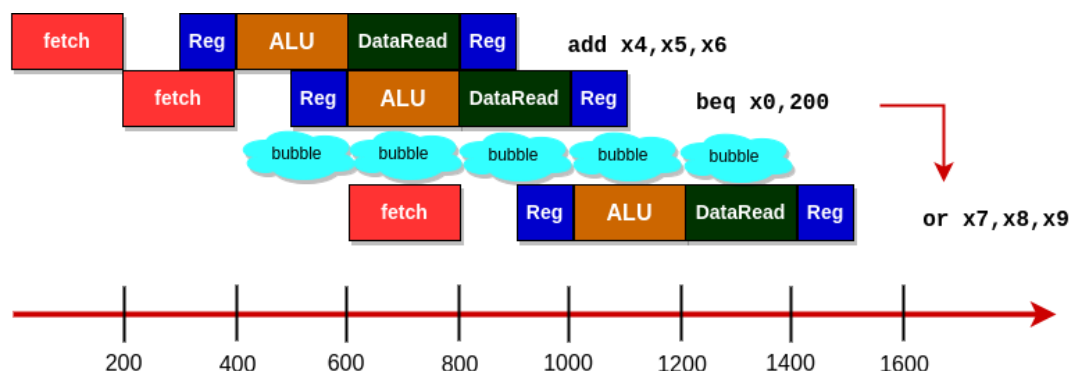 fetch Reg ALU DataRead Reg add x4,x5,x6
fetch Reg ALU DataRead Reg beq x0,200
bubble bubble bubble bubble bubble
fetch Reg ALU DataRead Reg or x7,x8,x9
200 400 600 800 1000 1200 1400 1600